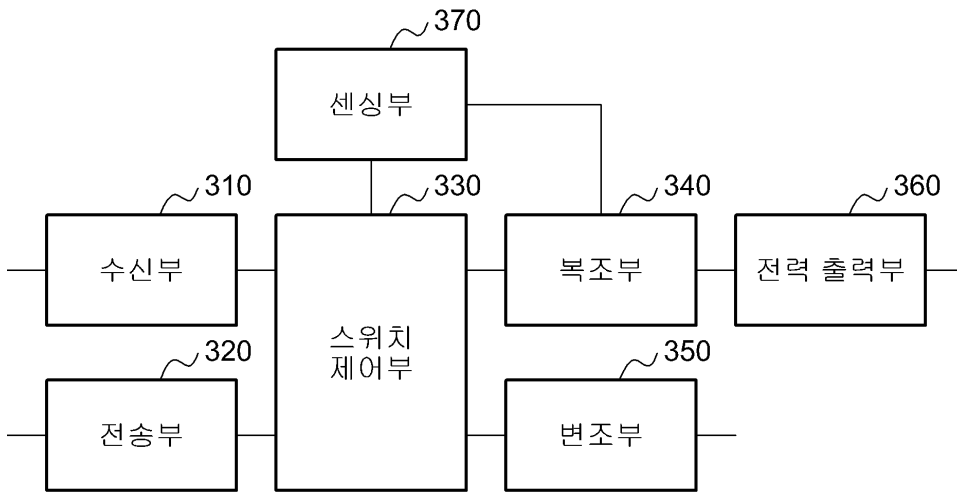 370
센싱부
310
330
340
360
수신부
복조부
전력 출력부
스위치
제어부
320
350
전송부
변조부